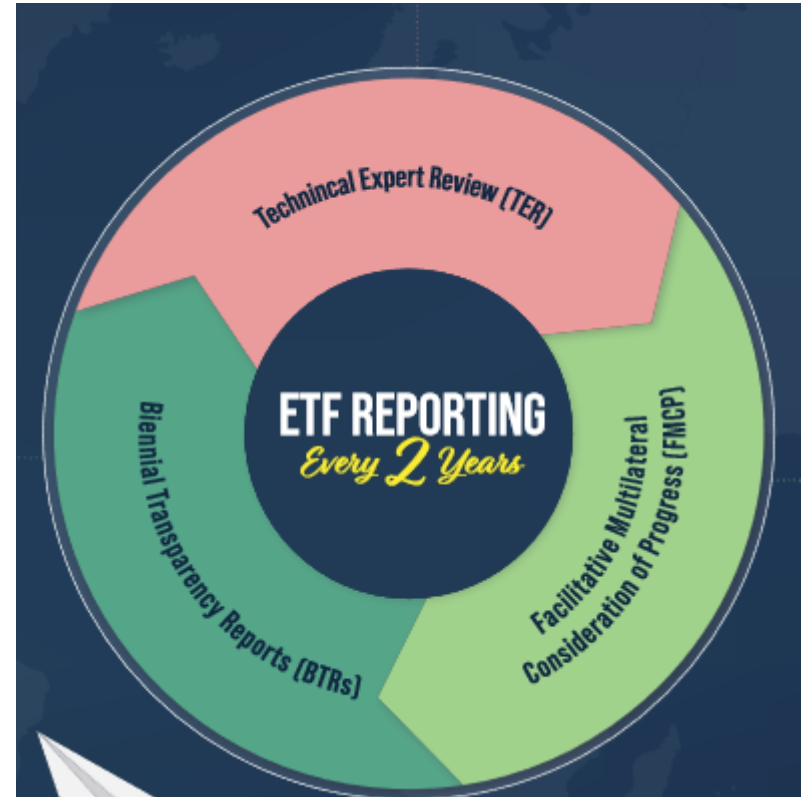 Technincal Expert Review (TER)
ETF REPORTING
Every 2 Years
Biennial Transparency Reports (BTRs)
Facilitative Multilateral
Consideration of Progress (FMCP)